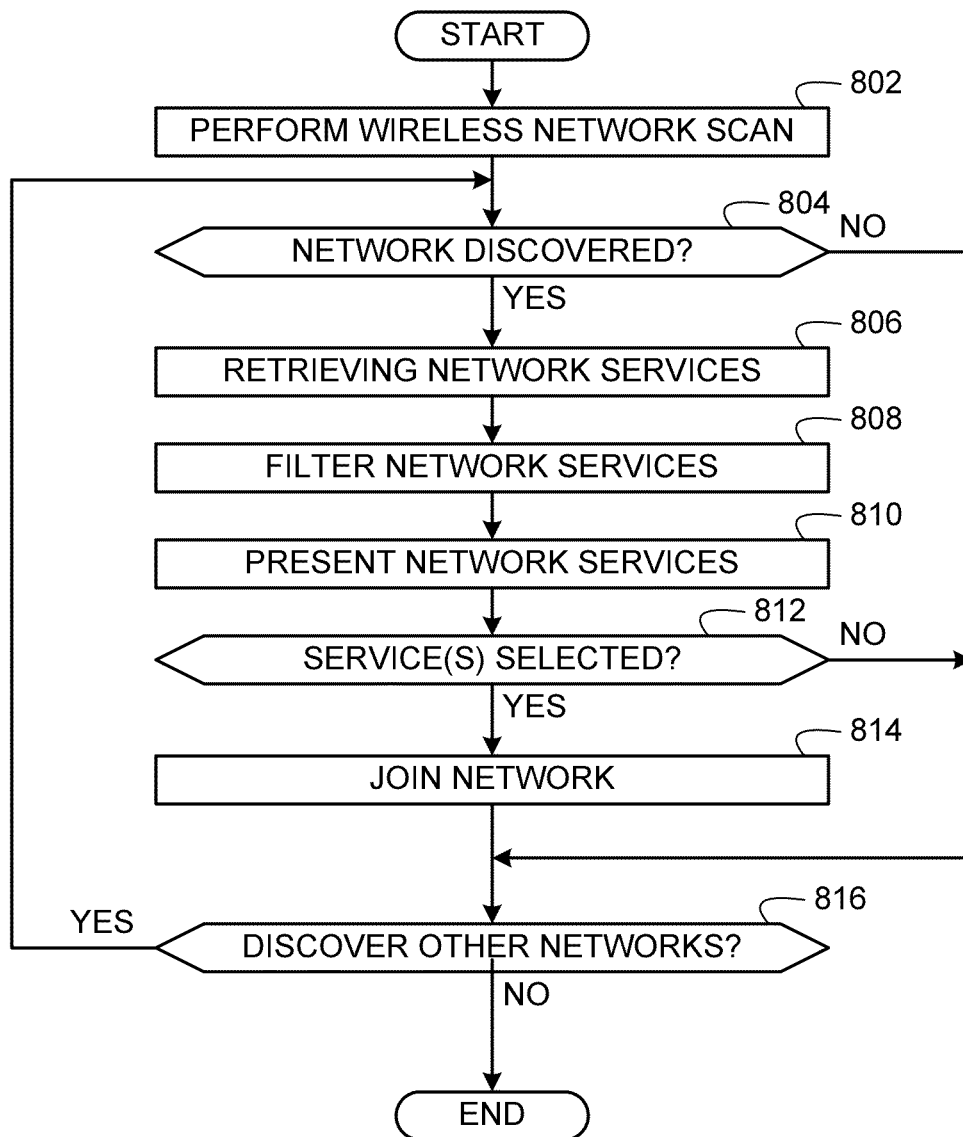 START
802
PERFORM WIRELESS NETWORK SCAN
804
NO
NETWORK DISCOVERED?
YES
806
RETRIEVING NETWORK SERVICES
808
FILTER NETWORK SERVICES
810
PRESENT NETWORK SERVICES
812
NO
SERVICE(S) SELECTED?
YES
814
JOIN NETWORK
816
YES
DISCOVER OTHER NETWORKS?
NO
END